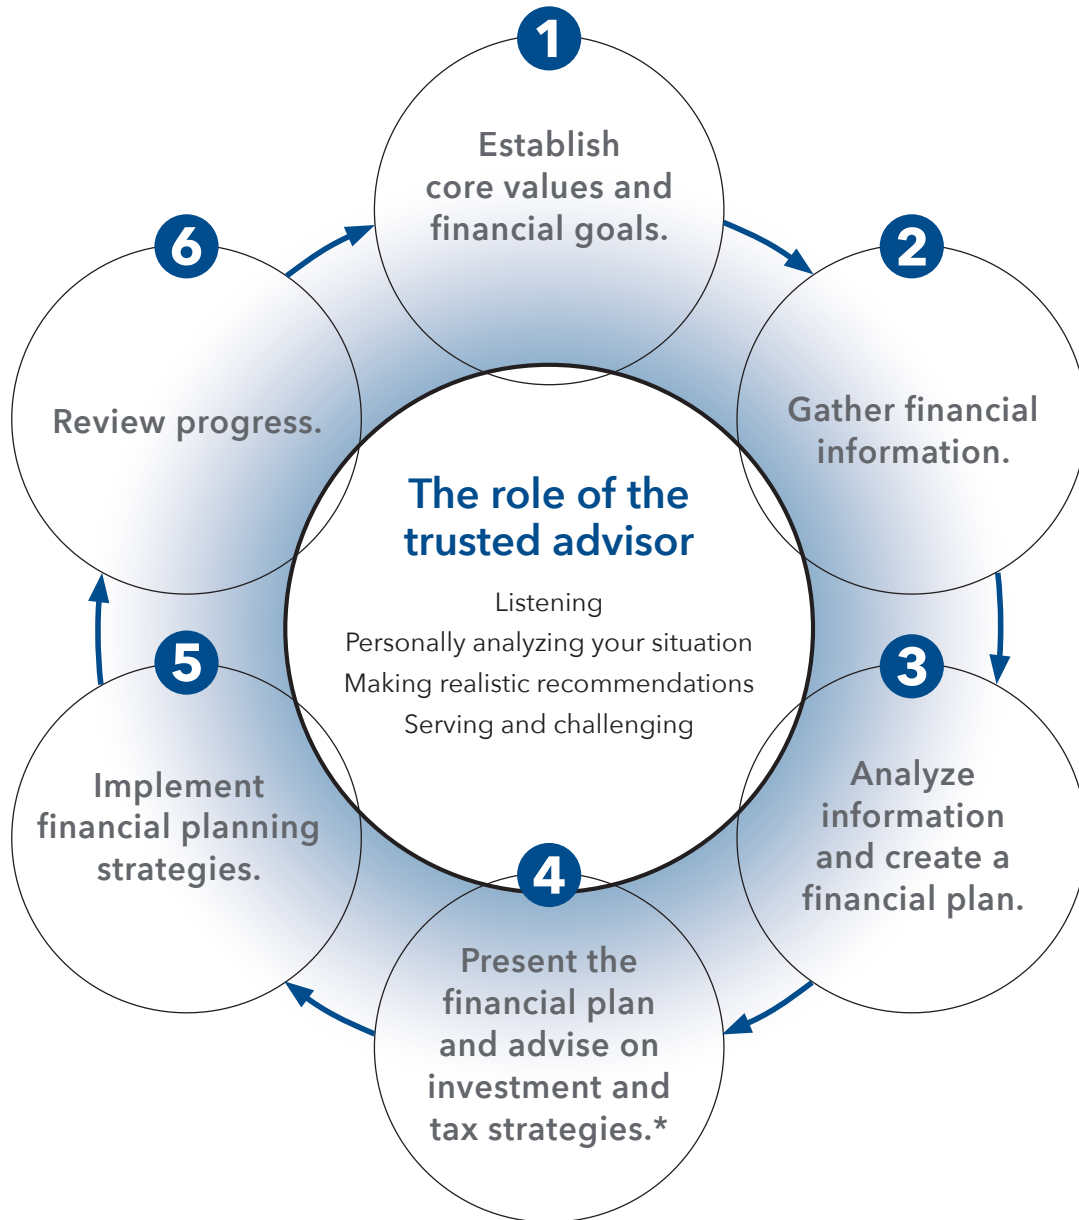 1
Establish
core values and
financial goals.
2
Gather financial
information.
3
Analyze
information
and create a
financial plan.
4
Present the
financial plan
and advise on
investment and
tax strategies.*
5
Implement
financial planning
strategies.
6
Review progress.
The role of the
trusted advisor
Listening
Personally analyzing your situation
Making realistic recommendations
Serving and challenging